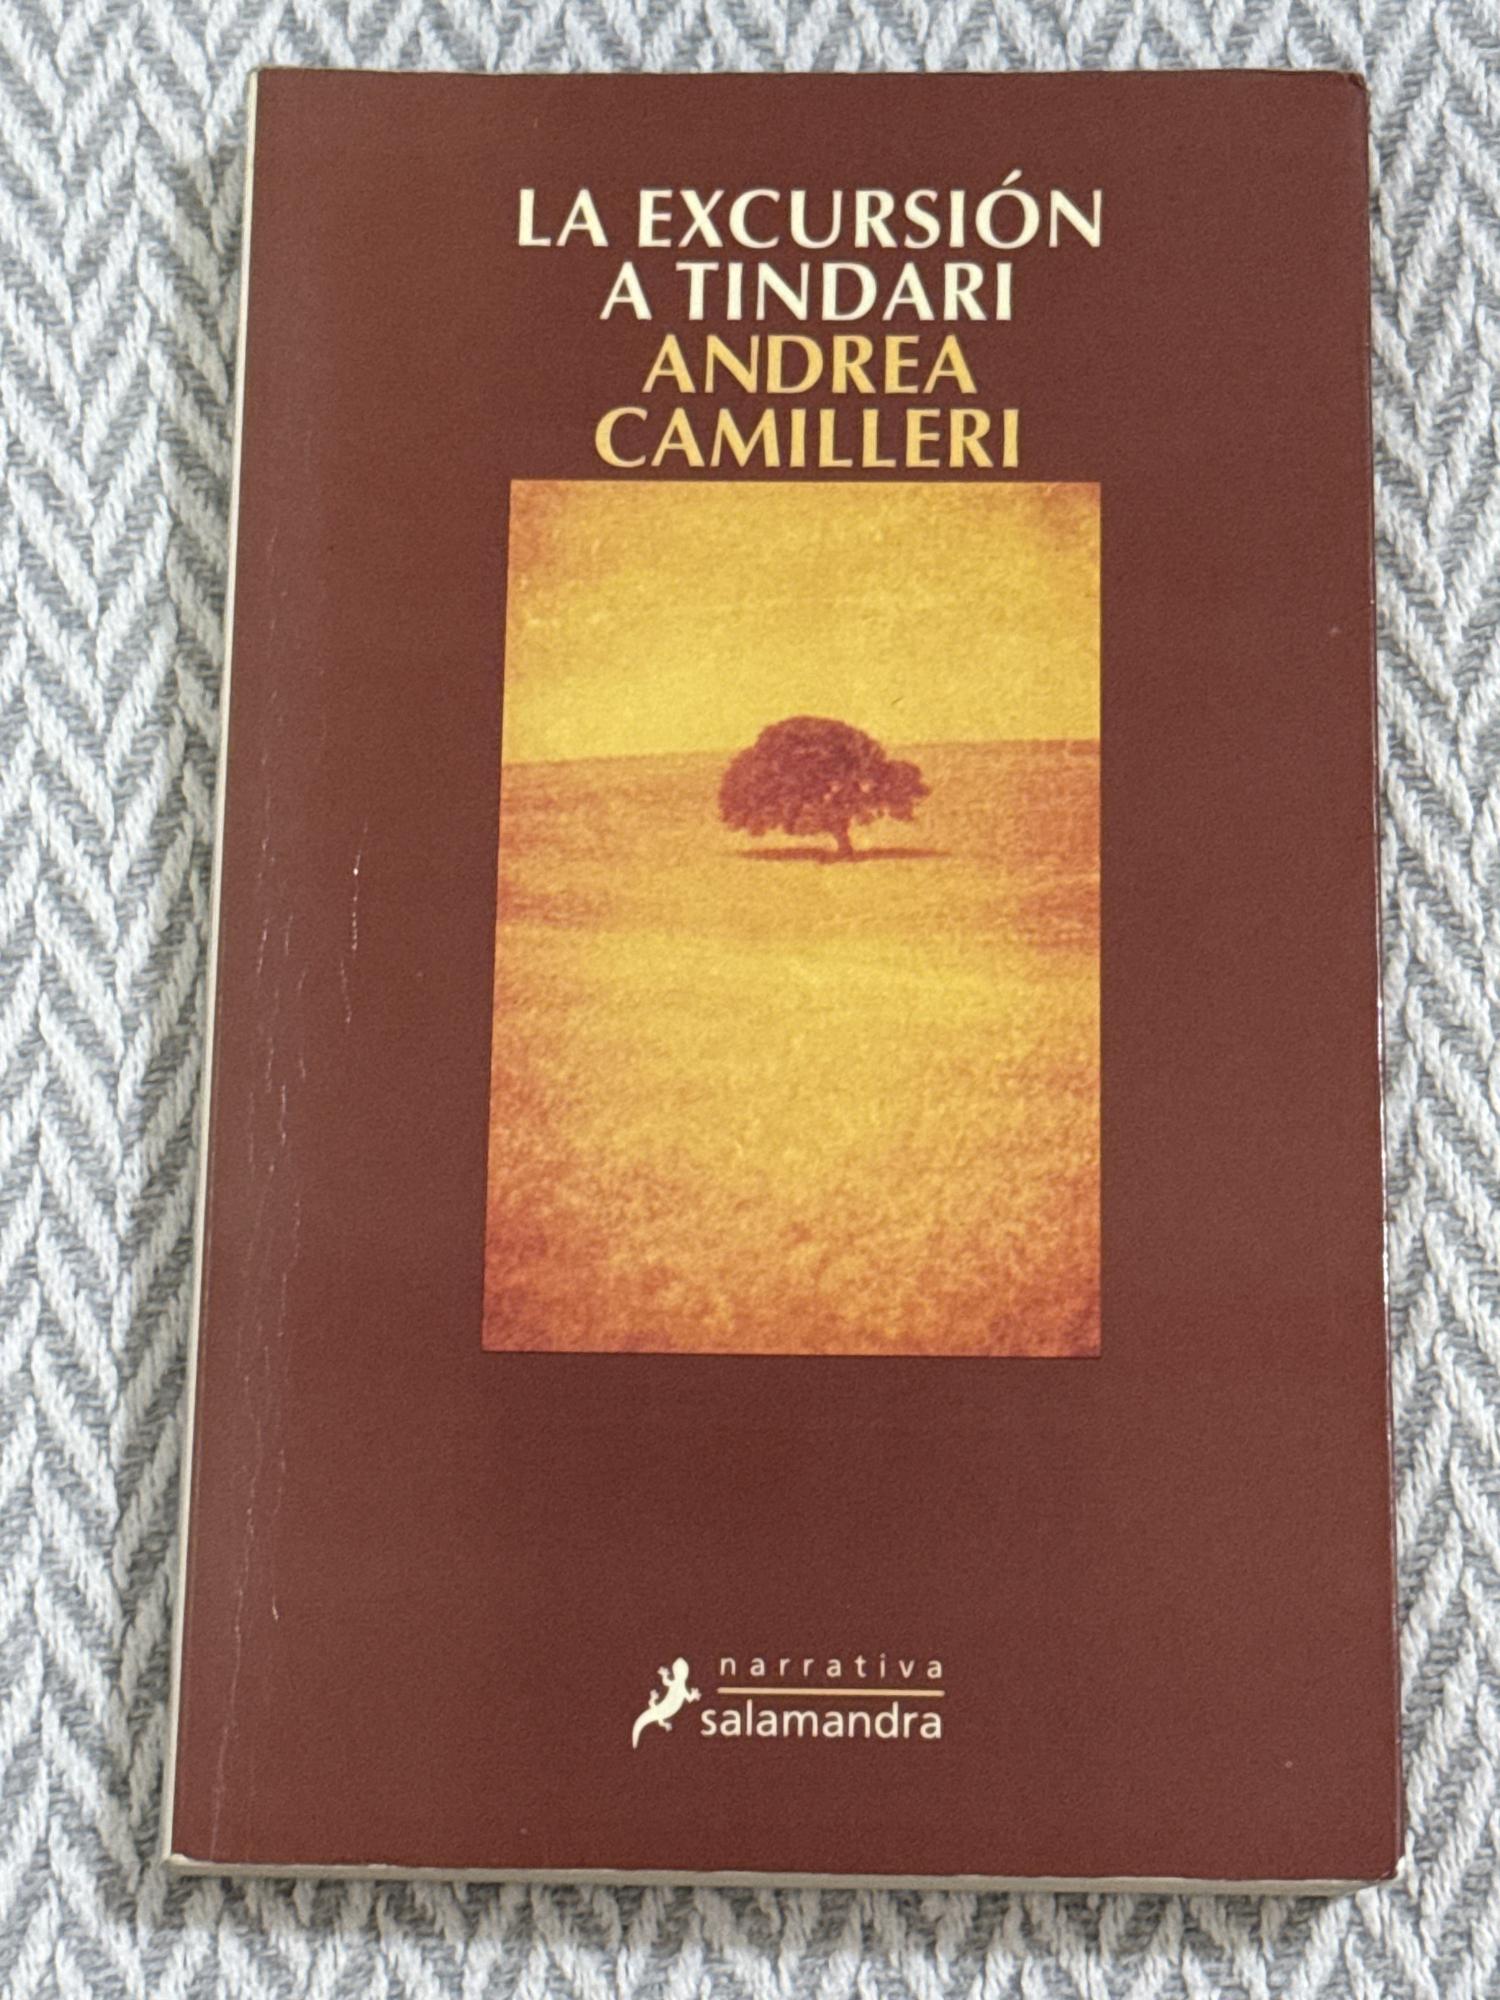 LA EXCURSIÓN
A TINDARI
ANDREA
CAMILLERI
narrativa
salamandra